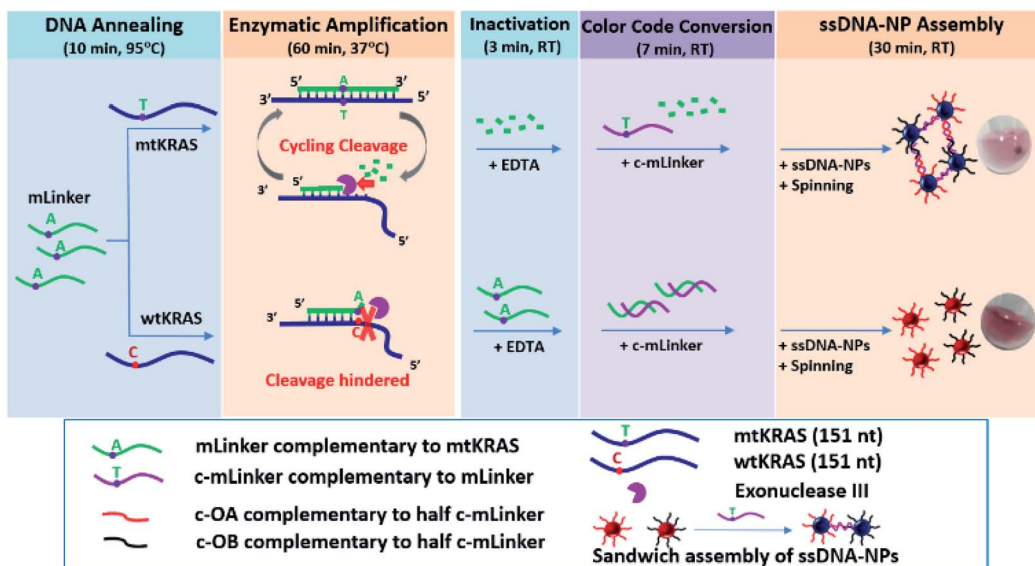 DNA Annealing
(10 min, 95°C)
Enzymatic Amplification
(60 min, 37°C)
Inactivation
(3 min, RT)
Color Code Conversion
(7 min, RT)
ssDNA-NP Assembly
(30 min, RT)
T
mtKRAS
mLinker
A
A
A
wtKRAS
C
5’
A
3’
3’
T
5’
Cycling Cleavage
5’
3’
5’
5’
A
3’
C
5’
Cleavage hindered
+ EDTA
A
A
+ EDTA
T
+ c-mLinker
+ c-mLinker
+ ssDNA-NPs
+ Spinning
+ ssDNA-NPs
+ Spinning
A
mLinker complementary to mtKRAS
T
c-mLinker complementary to mLinker
c-OA complementary to half c-mLinker
c-OB complementary to half c-mLinker
T
mtKRAS (151 nt)
C
wtKRAS (151 nt)
Exonuclease III
T
Sandwich assembly of ssDNA-NPs